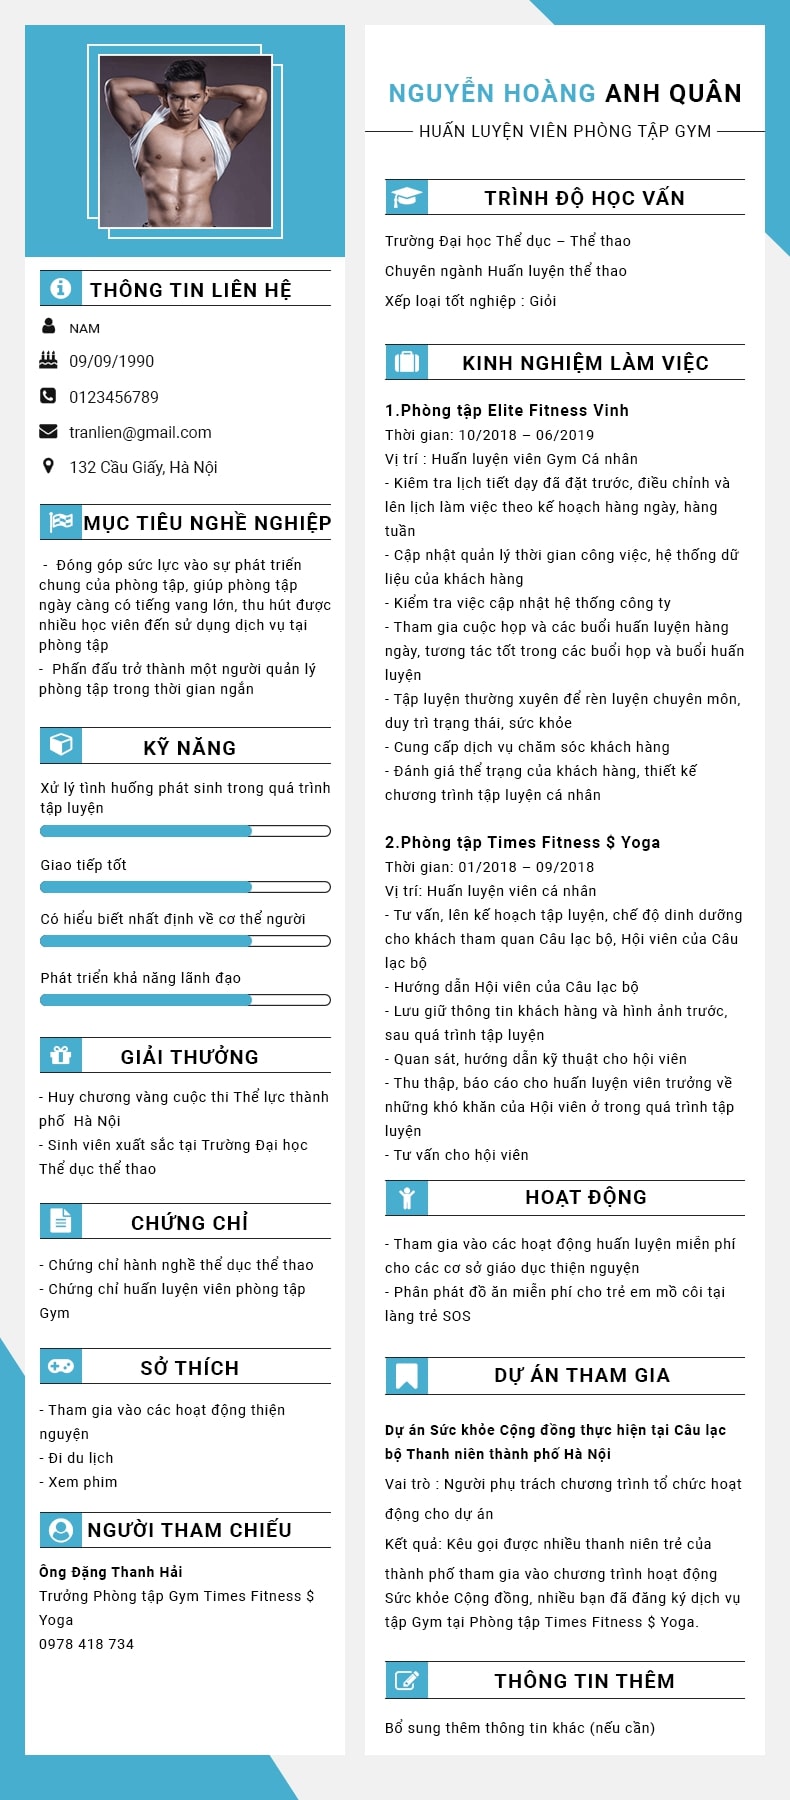 THÔNG TIN LIÊN HỆ
NAM
09/09/1990
0123456789
tranlien@gmail.com
132 Cầu Giấy, Hà Nội
MỤC TIÊU NGHỀ NGHIỆP
- Đóng góp sức lực vào sự phát triển
chung của phòng tập, giúp phòng tập
ngày càng có tiếng vang lớn, thu hút được
nhiều học viên đến sử dụng dịch vụ tại
phòng tập
- Phấn đấu trở thành một người quản lý
phòng tập trong thời gian ngắn
KỸ NĂNG
Xử lý tình huống phát sinh trong quá trình
tập luyện
Giao tiếp tốt
Có hiểu biết nhất định về cơ thể người
Phát triển khả năng lãnh đạo
GIẢI THƯỞNG
- Huy chương vàng cuộc thi Thể lực thành
phố Hà Nội
- Sinh viên xuất sắc tại Trường Đại học
Thể dục thể thao
CHỨNG CHỈ
- Chứng chỉ hành nghề thể dục thể thao
- Chứng chỉ huấn luyện viên phòng tập
Gym
SỞ THÍCH
- Tham gia vào các hoạt động thiện
nguyện
- Đi du lịch
- Xem phim
NGƯỜI THAM CHIẾU
Ông Đặng Thanh Hải
Trưởng Phòng tập Gym Times Fitness $
Yoga
0978 418 734
NGUYỄN HOÀNG ANH QUÂN
HUẤN LUYỆN VIÊN PHÒNG TẬP GYM
TRÌNH ĐỘ HỌC VẤN
Trường Đại học Thể dục – Thể thao
Chuyên ngành Huấn luyện thể thao
Xếp loại tốt nghiệp : Giỏi
KINH NGHIỆM LÀM VIỆC
1.Phòng tập Elite Fitness Vinh
Thời gian: 10/2018 – 06/2019
Vị trí : Huấn luyện viên Gym Cá nhân
- Kiêm tra lịch tiết dạy đã đặt trước, điều chỉnh và
lên lịch làm việc theo kế hoạch hàng ngày, hàng
tuần
- Cập nhật quản lý thời gian công việc, hệ thống dữ
liệu của khách hàng
- Kiểm tra việc cập nhật hệ thống công ty
- Tham gia cuộc họp và các buổi huấn luyện hàng
ngày, tương tác tốt trong các buổi họp và buổi huấn
luyện
- Tập luyện thường xuyên để rèn luyện chuyên môn,
duy trì trạng thái, sức khỏe
- Cung cấp dịch vụ chăm sóc khách hàng
- Đánh giá thể trạng của khách hàng, thiết kế
chương trình tập luyện cá nhân
2.Phòng tập Times Fitness $ Yoga
Thời gian: 01/2018 – 09/2018
Vị trí: Huấn luyện viên cá nhân
- Tư vấn, lên kế hoạch tập luyện, chế độ dinh dưỡng
cho khách tham quan Câu lạc bộ, Hội viên của Câu
lạc bộ
- Hướng dẫn Hội viên của Câu lạc bộ
- Lưu giữ thông tin khách hàng và hình ảnh trước,
sau quá trình tập luyện
- Quan sát, hướng dẫn kỹ thuật cho hội viên
- Thu thập, báo cáo cho huấn luyện viên trưởng về
những khó khăn của Hội viên ở trong quá trình tập
luyện
- Tư vấn cho hội viên
HOẠT ĐỘNG
- Tham gia vào các hoạt động huấn luyện miễn phí
cho các cơ sở giáo dục thiện nguyện
- Phân phát đồ ăn miễn phí cho trẻ em mồ côi tại
làng trẻ SOS
DỰ ÁN THAM GIA
Dự án Sức khỏe Cộng đồng thực hiện tại Câu lạc
bộ Thanh niên thành phố Hà Nội
Vai trò : Người phụ trách chương trình tổ chức hoạt
động cho dự án
Kết quả: Kêu gọi được nhiều thanh niên trẻ của
thành phố tham gia vào chương trình hoạt động
Sức khỏe Cộng đồng, nhiều bạn đã đăng ký dịch vụ
tập Gym tại Phòng tập Times Fitness $ Yoga.
THÔNG TIN THÊM
Bổ sung thêm thông tin khác (nếu cần)